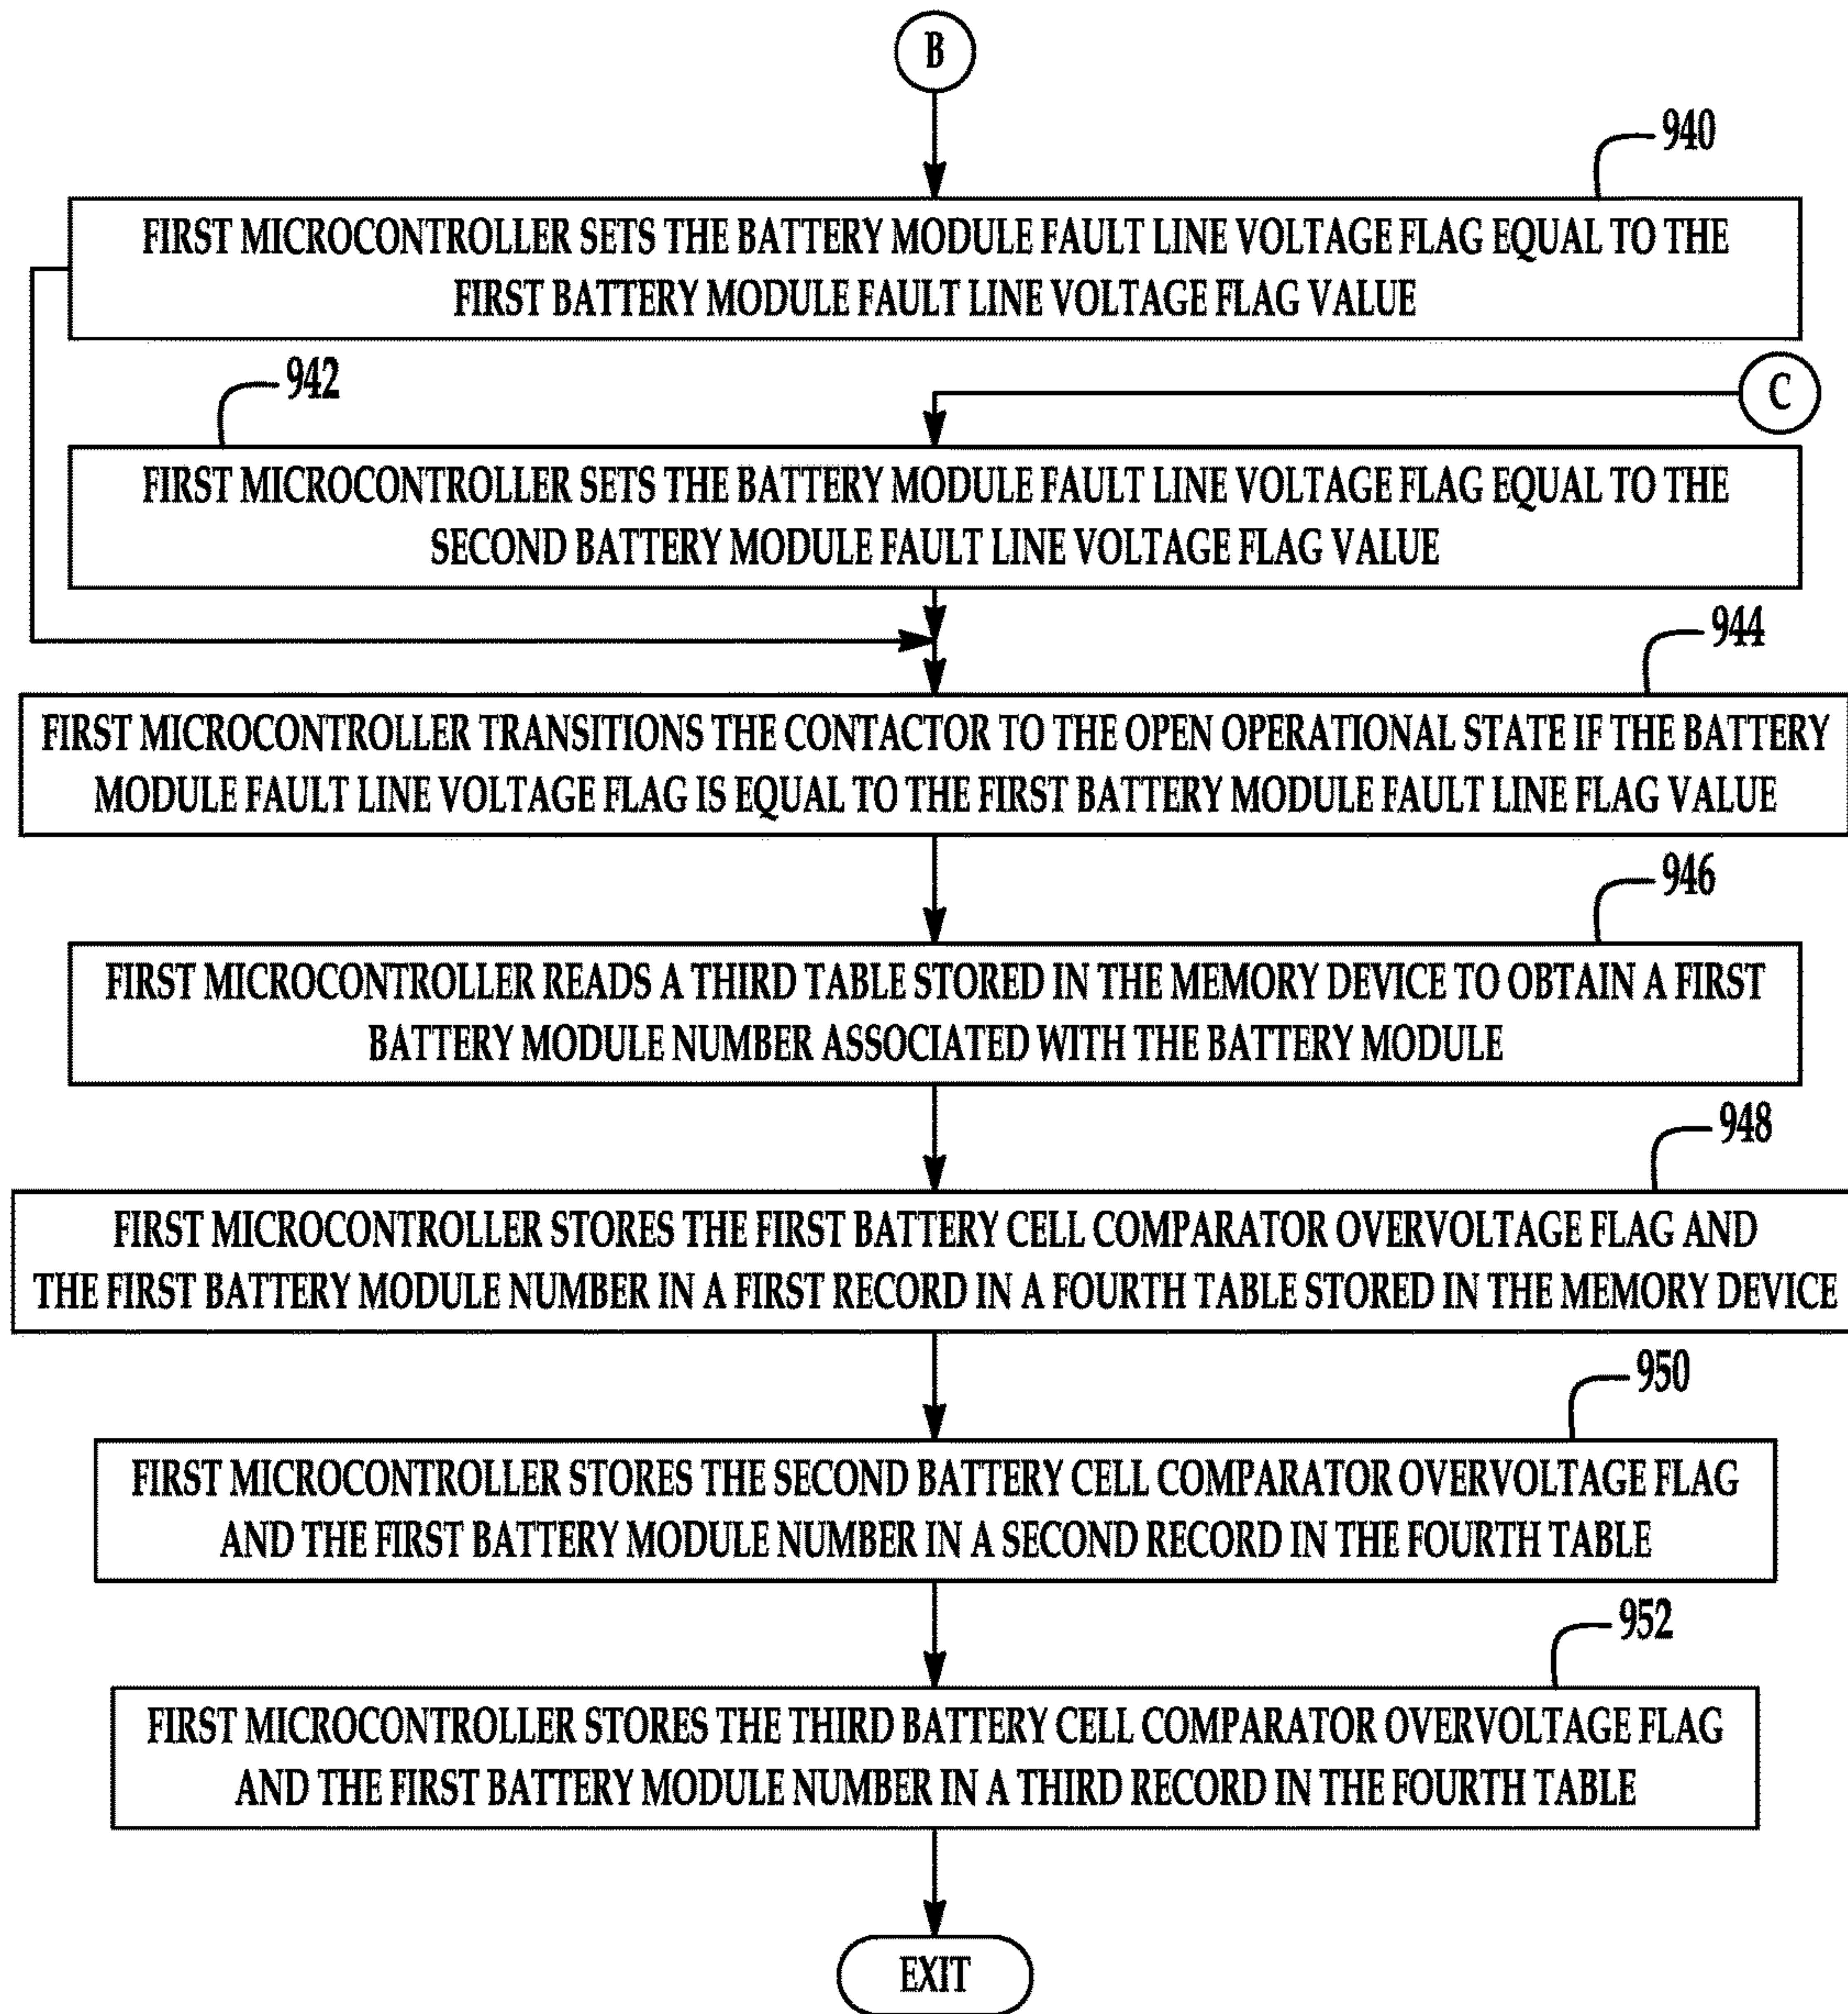 B
940
FIRST MICROCONTROLLER SETS THE BATTERY MODULE FAULT LINE VOLTAGE FLAG EQUAL TO THE
FIRST BATTERY MODULE FAULT LINE VOLTAGE FLAG VALUE
942
C
FIRST MICROCONTROLLER SETS THE BATTERY MODULE FAULT LINE VOLTAGE FLAG EQUAL TO THE
SECOND BATTERY MODULE FAULT LINE VOLTAGE FLAG VALUE
944
FIRST MICROCONTROLLER TRANSITIONS THE CONTACTOR TO THE OPEN OPERATIONAL STATE IF THE BATTERY
MODULE FAULT LINE VOLTAGE FLAG IS EQUAL TO THE FIRST BATTERY MODULE FAULT LINE FLAG VALUE
946
FIRST MICROCONTROLLER READS A THIRD TABLE STORED IN THE MEMORY DEVICE TO OBTAIN A FIRST
BATTERY MODULE NUMBER ASSOCIATED WITH THE BATTERY MODULE
948
FIRST MICROCONTROLLER STORES THE FIRST BATTERY CELL COMPARATOR OVERVOLTAGE FLAG AND
THE FIRST BATTERY MODULE NUMBER IN A FIRST RECORD IN A FOURTH TABLE STORED IN THE MEMORY DEVICE
950
FIRST MICROCONTROLLER STORES THE SECOND BATTERY CELL COMPARATOR OVERVOLTAGE FLAG
AND THE FIRST BATTERY MODULE NUMBER IN A SECOND RECORD IN THE FOURTH TABLE
952
FIRST MICROCONTROLLER STORES THE THIRD BATTERY CELL COMPARATOR OVERVOLTAGE FLAG
AND THE FIRST BATTERY MODULE NUMBER IN A THIRD RECORD IN THE FOURTH TABLE
EXIT